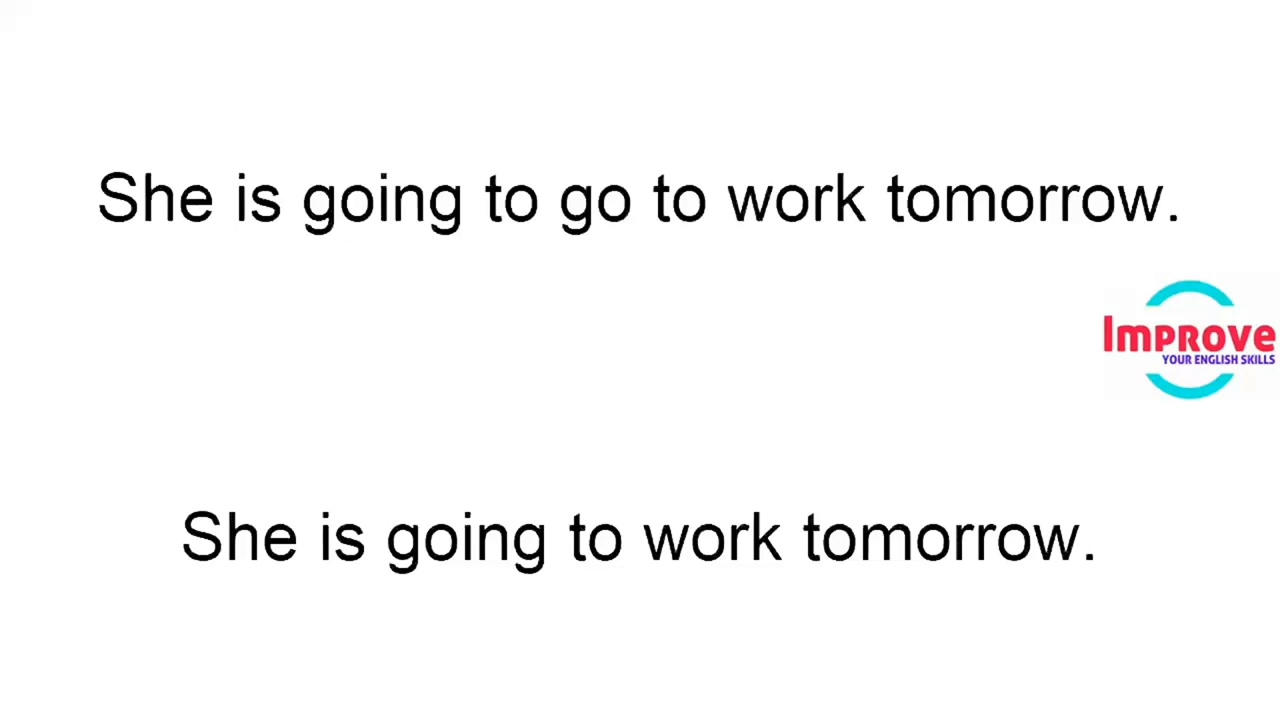 She is going to go to work tomorrow.
Improve
YOUR ENGLISH SKILLS
She is going to work tomorrow.